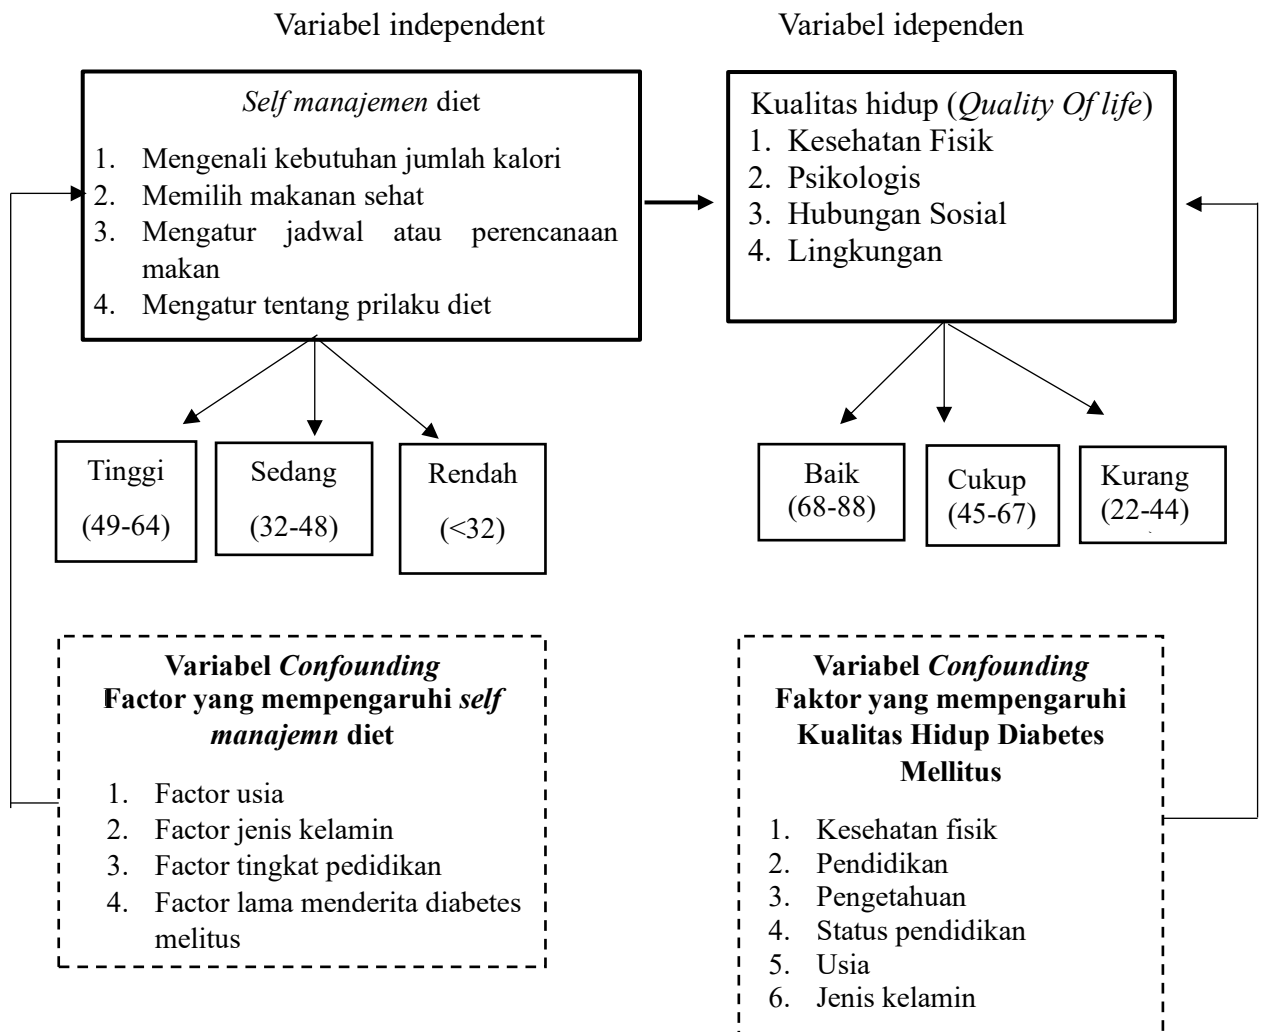 Variabel independent
Variabel idependen
Self manajemen diet
1. Mengenali kebutuhan jumlah kalori
2. Memilih makanan sehat
3. Mengatur jadwal atau perencanaan
makan
4. Mengatur tentang prilaku diet
Kualitas hidup (Quality Of life)
1. Kesehatan Fisik
2. Psikologis
3. Hubungan Sosial
4. Lingkungan
Tinggi
(49-64)
Sedang
(32-48)
Rendah
(<32)
Baik
(68-88)
Cukup
(45-67)
Kurang
(22-44)
Variabel Confounding
Factor yang mempengaruhi self
manajemn diet
1. Factor usia
2. Factor jenis kelamin
3. Factor tingkat pedidikan
4. Factor lama menderita diabetes
melitus
Variabel Confounding
Faktor yang mempengaruhi
Kualitas Hidup Diabetes
Mellitus
1. Kesehatan fisik
2. Pendidikan
3. Pengetahuan
4. Status pendidikan
5. Usia
6. Jenis kelamin